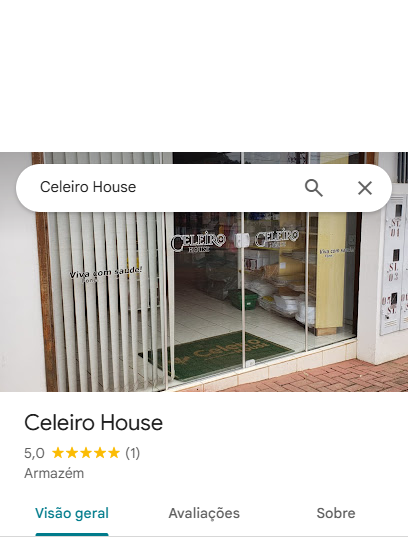 Celeiro House
Viva com saúde!
CELEIRO
HOUSE
CELEIRO
HOUSE
Viva com saúde!
Celeiro
House
Celeiro House
5,0 (1)
Armazém
Visão geral
Avaliações
Sobre